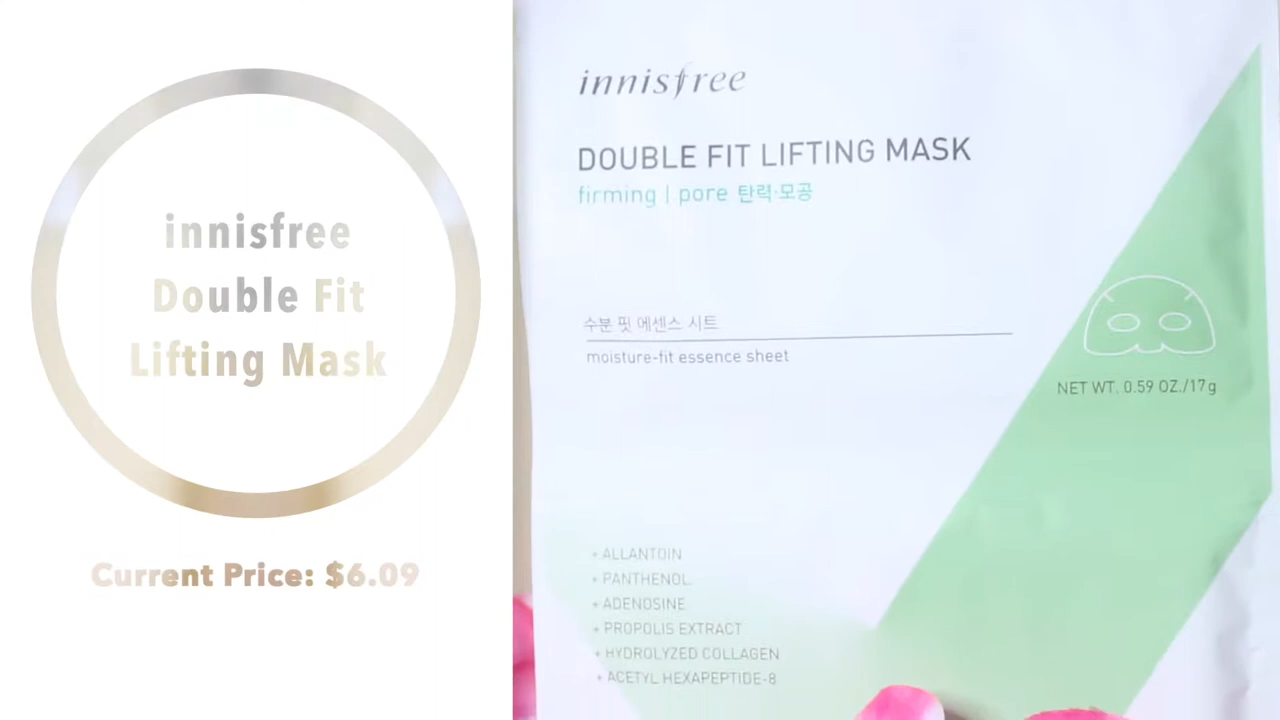 innisfree
Double Fit
Lifting Mask
Current Price: $6.09
innisfree
DOUBLE FIT LIFTING MASK
firming | pore 탄력·모공
수분 핏 에센스 시트
moisture-fit essence sheet
NET WT. 0.59 OZ./17g
+ ALLANTOIN
+ PANTHENOL
+ ADENOSINE
+ PROPOLIS EXTRACT
+ HYDROLYZED COLLAGEN
+ ACETYL HEXAPEPTIDE-8